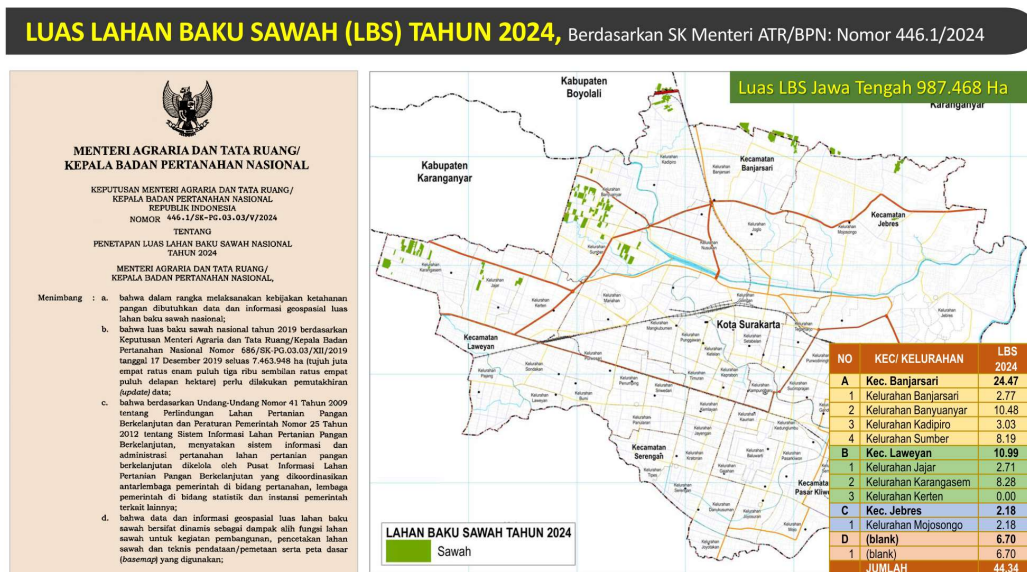 LUAS LAHAN BAKU SAWAH (LBS) TAHUN 2024, Berdasarkan SK Menteri ATR/BPN: Nomor 446.1/2024
MENTERI AGRARIA DAN TATA RUANG/
KEPALA BADAN PERTANAHAN NASIONAL
KEPUTUSAN MENTERI AGRARIA DAN TATA RUANG/
KEPALA BADAN PERTANAHAN NASIONAL
REPUBLIK INDONESIA
NOMOR 446.1/SK-PG.03.03/V/2024
TENTANG
PENETAPAN LUAS LAHAN BAKU SAWAH NASIONAL
TAHUN 2024
MENTERI AGRARIA DAN TATA RUANG/
KEPALA BADAN PERTANAHAN NASIONAL,
Menimbang : a. bahwa dalam rangka melaksanakan kebijakan ketahanan
pangan dibutuhkan data dan informasi geospasial luas
lahan baku sawah nasional;
b. bahwa luas baku sawah nasional tahun 2019 berdasarkan
Keputusan Menteri Agraria dan Tata Ruang/Kepala Badan
Pertanahan Nasional Nomor 686/SK-PG.03.03/XII/2019
tanggal 17 Desember 2019 seluas 7.463.948 ha (tujuh juta
empat ratus enam puluh tiga ribu sembilan ratus empat
puluh delapan hektare) perlu dilakukan pemutakhiran
(update) data;
c. bahwa berdasarkan Undang-Undang Nomor 41 Tahun 2009
tentang Perlindungan Lahan Pertanian Pangan
Berkelanjutan dan Peraturan Pemerintah Nomor 25 Tahun
2012 tentang Sistem Informasi Lahan Pertanian Pangan
Berkelanjutan, menyatakan sistem informasi dan
administrasi pertanahan lahan pertanian pangan
berkelanjutan dikelola oleh Pusat Informasi Lahan
Pertanian Pangan Berkelanjutan yang dikoordinasikan
antarlembaga pemerintah di bidang pertanahan, lembaga
pemerintah di bidang statistik dan instansi pemerintah
terkait lainnya;
d. bahwa data dan informasi geospasial luas lahan baku
sawah bersifat dinamis sebagai dampak alih fungsi lahan
sawah untuk kegiatan pembangunan, pencetakan lahan
sawah dan teknis pendataan/pemetaan serta peta dasar
(basemap) yang digunakan;
Luas LBS Jawa Tengah 987.468 Ha
Kabupaten
Boyolali
Karanganyar
Kabupaten
Karanganyar
Kecamatan
Banjarsari
Kecamatan
Jebres
Kota Surakarta
Kecamatan
Laweyan
Kecamatan
Serengan
Kecamata
Pasar Kliw
Kelurahan
Kadipiro
Kelurahan
Banjarsari
Kelurahan
Mojosongo
Kelurahan
Joglo
Kelurahan
Karangasem
Kelurahan
Jajar
Kelurahan
Kerten
LAHAN BAKU SAWAH TAHUN 2024
Sawah
NO KEC/ KELURAHAN LBS 2024
A Kec. Banjarsari 24.47
1 Kelurahan Banjarsari 2.77
2 Kelurahan Banyuanyar 10.48
3 Kelurahan Kadipiro 3.03
4 Kelurahan Sumber 8.19
B Kec. Laweyan 10.99
1 Kelurahan Jajar 2.71
2 Kelurahan Karangasem 8.28
3 Kelurahan Kerten 0.00
C Kec. Jebres 2.18
1 Kelurahan Mojosongo 2.18
D (blank) 6.70
1 (blank) 6.70
JUMLAH 44.34